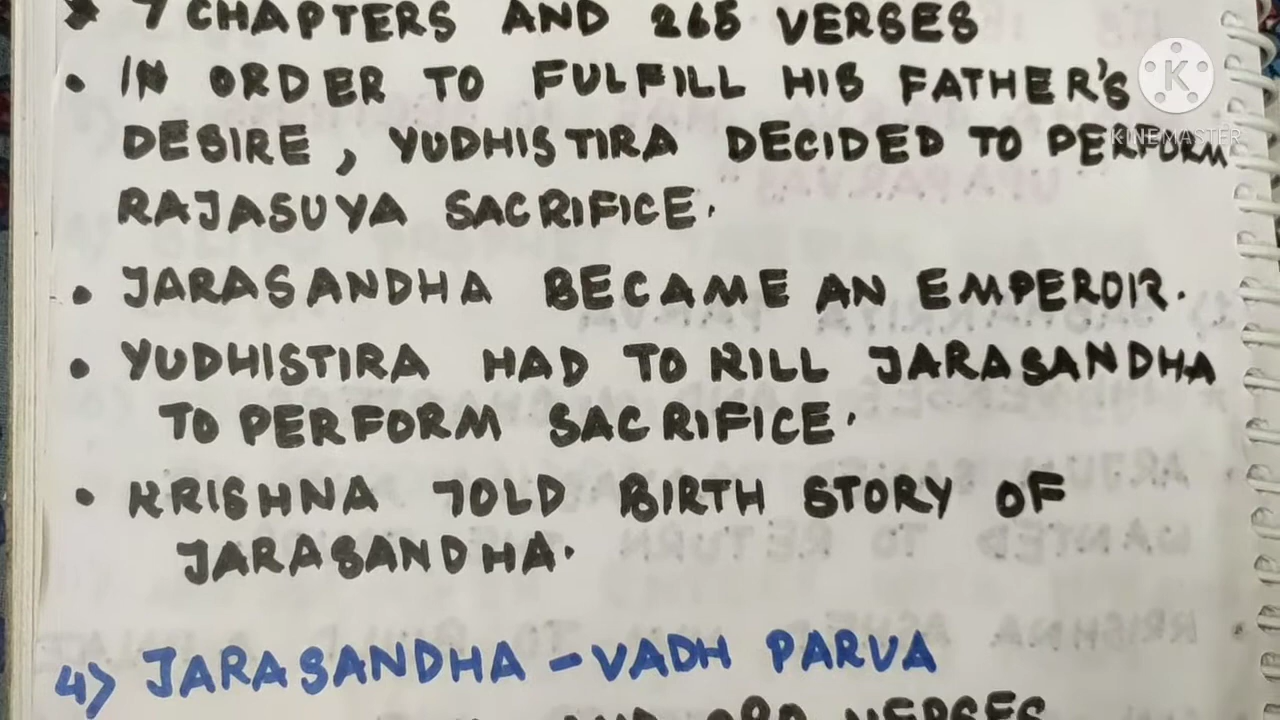 * 7 CHAPTERS AND 265 VERSES
• IN ORDER TO FULFILL HIS FATHER'S
DESIRE, YUDHISTIRA DECIDED TO PERFORM
RAJASUYA SACRIFICE.
• JARASANDHA BECAME AN EMPEROR.
• YUDHISTIRA HAD TO KILL JARASANDHA
TO PERFORM SACRIFICE.
• KRISHNA TOLD BIRTH STORY OF
JARASANDHA.
4) JARASANDHA - VADH PARVA
AND VERSES
K
KINEMASTER